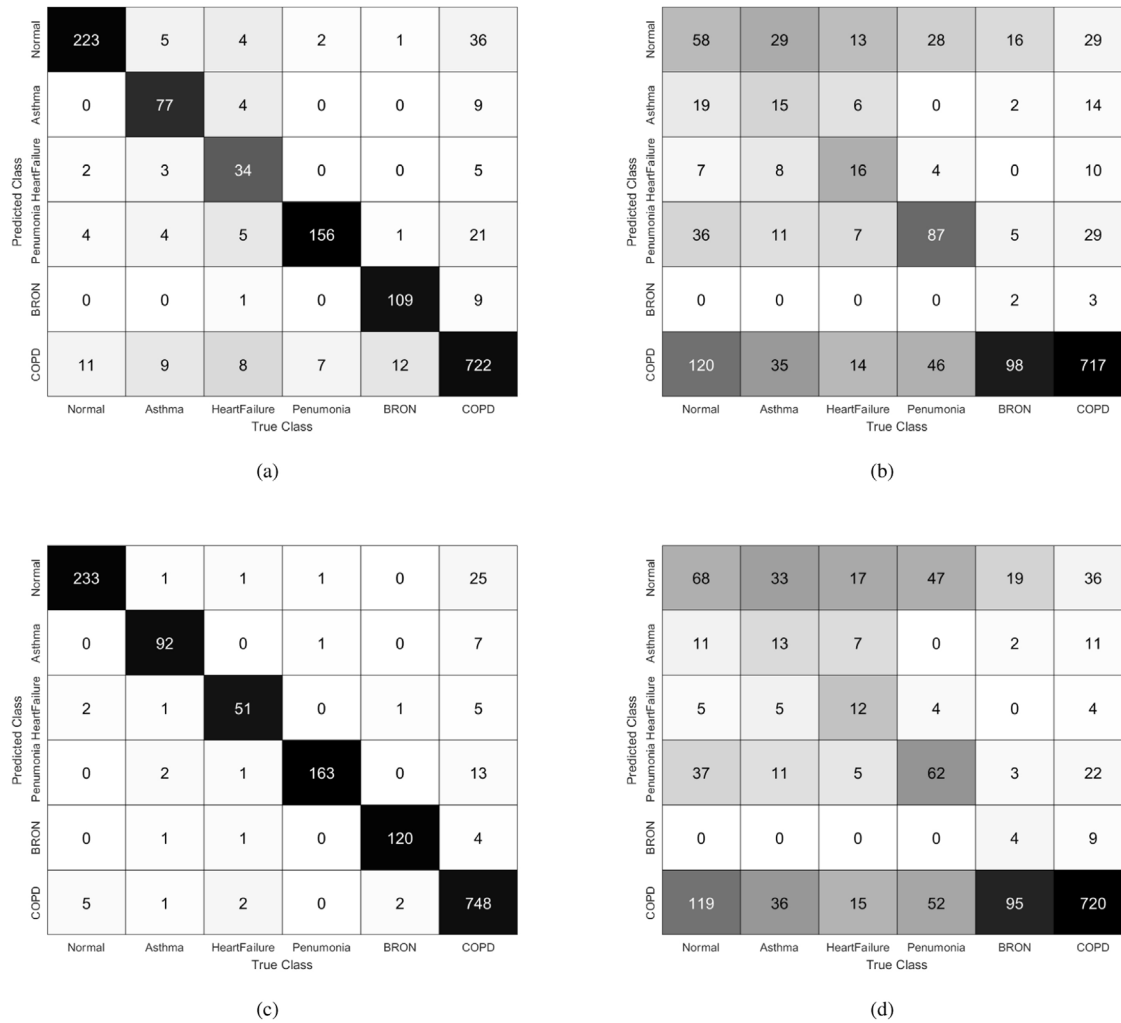 Predicted Class
Normal 223 5 4 2 1 36
Asthma 0 77 4 0 0 9
HeartFailure 2 3 34 0 0 5
Penumonia 4 4 5 156 1 21
BRON 0 0 1 0 109 9
COPD 11 9 8 7 12 722
Normal Asthma HeartFailure Penumonia BRON COPD
True Class
(a)
Predicted Class
Normal 58 29 13 28 16 29
Asthma 19 15 6 0 2 14
HeartFailure 7 8 16 4 0 10
Penumonia 36 11 7 87 5 29
BRON 0 0 0 0 2 3
COPD 120 35 14 46 98 717
Normal Asthma HeartFailure Penumonia BRON COPD
True Class
(b)
Predicted Class
Normal 233 1 1 1 0 25
Asthma 0 92 0 1 0 7
HeartFailure 2 1 51 0 1 5
Penumonia 0 2 1 163 0 13
BRON 0 1 1 0 120 4
COPD 5 1 2 0 2 748
Normal Asthma HeartFailure Penumonia BRON COPD
True Class
(c)
Predicted Class
Normal 68 33 17 47 19 36
Asthma 11 13 7 0 2 11
HeartFailure 5 5 12 4 0 4
Penumonia 37 11 5 62 3 22
BRON 0 0 0 0 4 9
COPD 119 36 15 52 95 720
Normal Asthma HeartFailure Penumonia BRON COPD
True Class
(d)